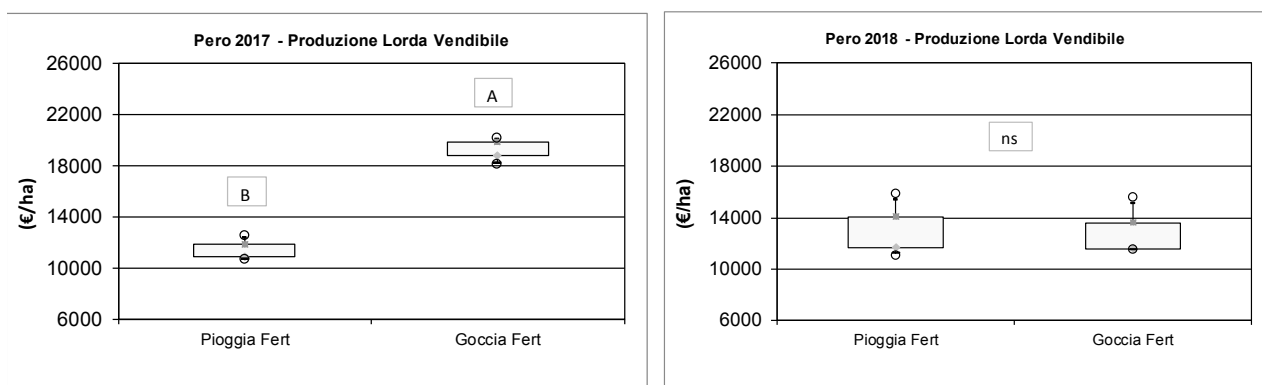 Pero 2017 - Produzione Lorda Vendibile
26000
22000
18000
14000
10000
6000
(€/ha)
A
B
Pioggia Fert
Goccia Fert
Pero 2018 - Produzione Lorda Vendibile
26000
22000
18000
14000
10000
6000
(€/ha)
ns
Pioggia Fert
Goccia Fert